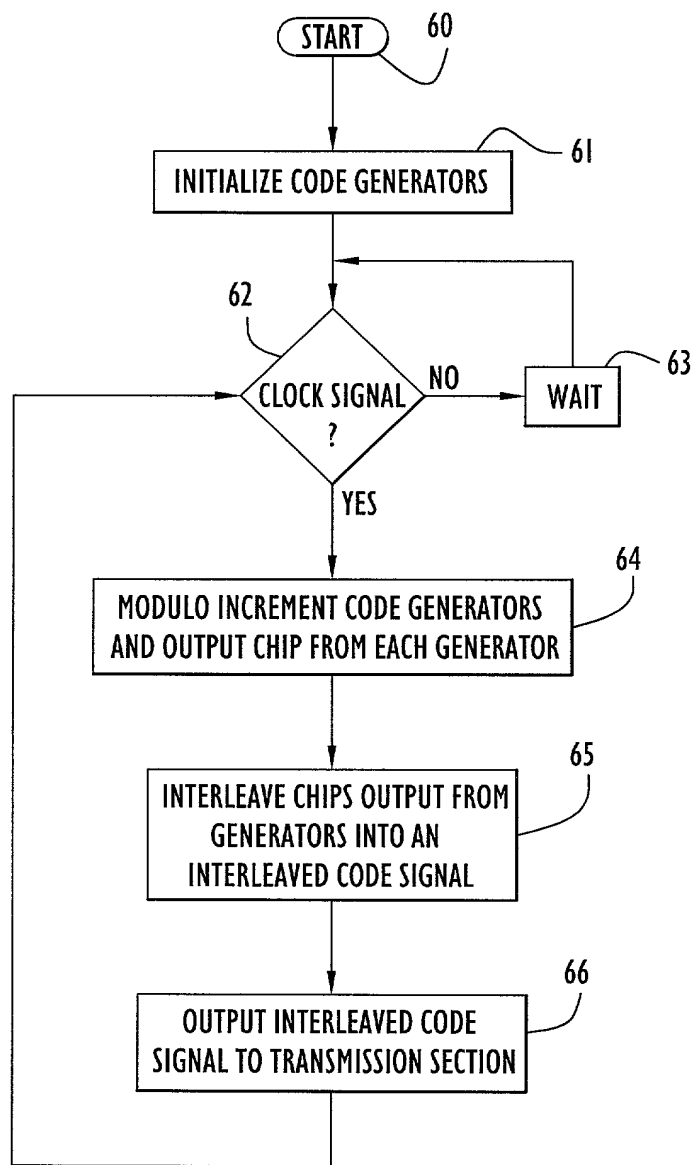 START
60
INITIALIZE CODE GENERATORS
61
62
CLOCK SIGNAL
?
NO
WAIT
63
YES
64
MODULO INCREMENT CODE GENERATORS
AND OUTPUT CHIP FROM EACH GENERATOR
65
INTERLEAVE CHIPS OUTPUT FROM
GENERATORS INTO AN
INTERLEAVED CODE SIGNAL
66
OUTPUT INTERLEAVED CODE
SIGNAL TO TRANSMISSION SECTION